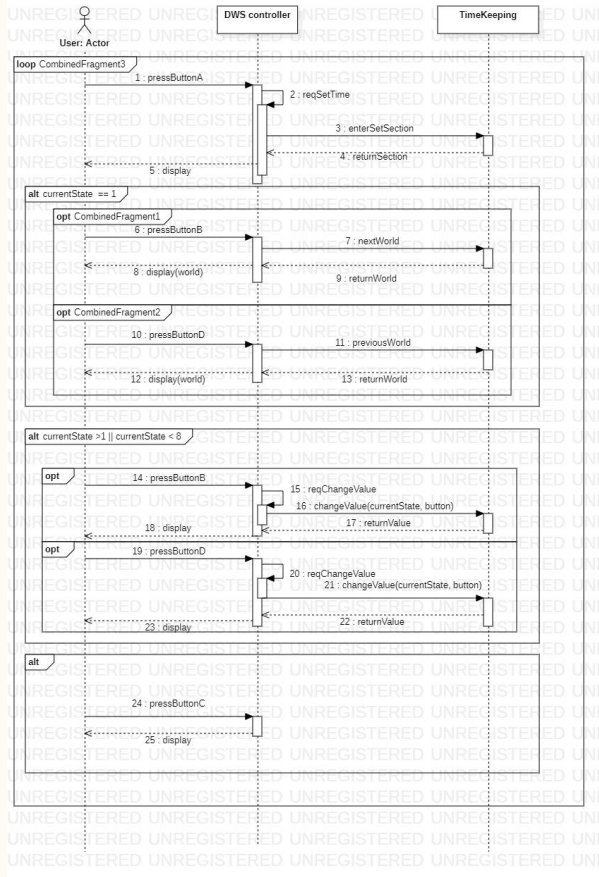 DWS controller
TimeKeeping
User: Actor
loop CombinedFragment3
1 : pressButtonA
2 : reqSetTime
3 : enterSetSection
4 : returnSection
5 : display
alt currentState == 1
opt CombinedFragment1
6 : pressButtonB
7 : nextWorld
8 : display(world)
9 : returnWorld
opt CombinedFragment2
10 : pressButtonD
11 : previousWorld
12 : display(world)
13 : returnWorld
alt currentState >1 || currentState < 8
opt
14 : pressButtonB
15 : reqChangeValue
16 : changeValue(currentState, button)
17 : returnValue
18 : display
opt
19 : pressButtonD
20 : reqChangeValue
21 : changeValue(currentState, button)
22 : returnValue
23 : display
alt
24 : pressButtonC
25 : display
UNREGISTERED